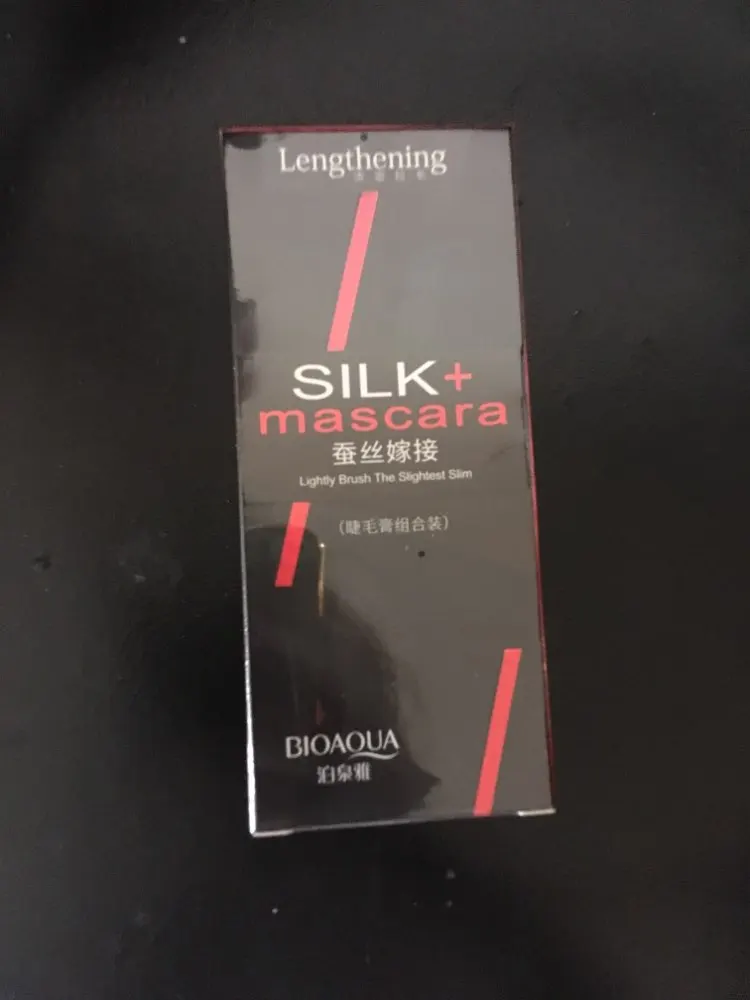 Lengthening
SILK+
mascara
蚕丝嫁接
Lightly Brush The Slightest Slim
(睫毛膏组合装)
BIOAQUA
泊泉雅